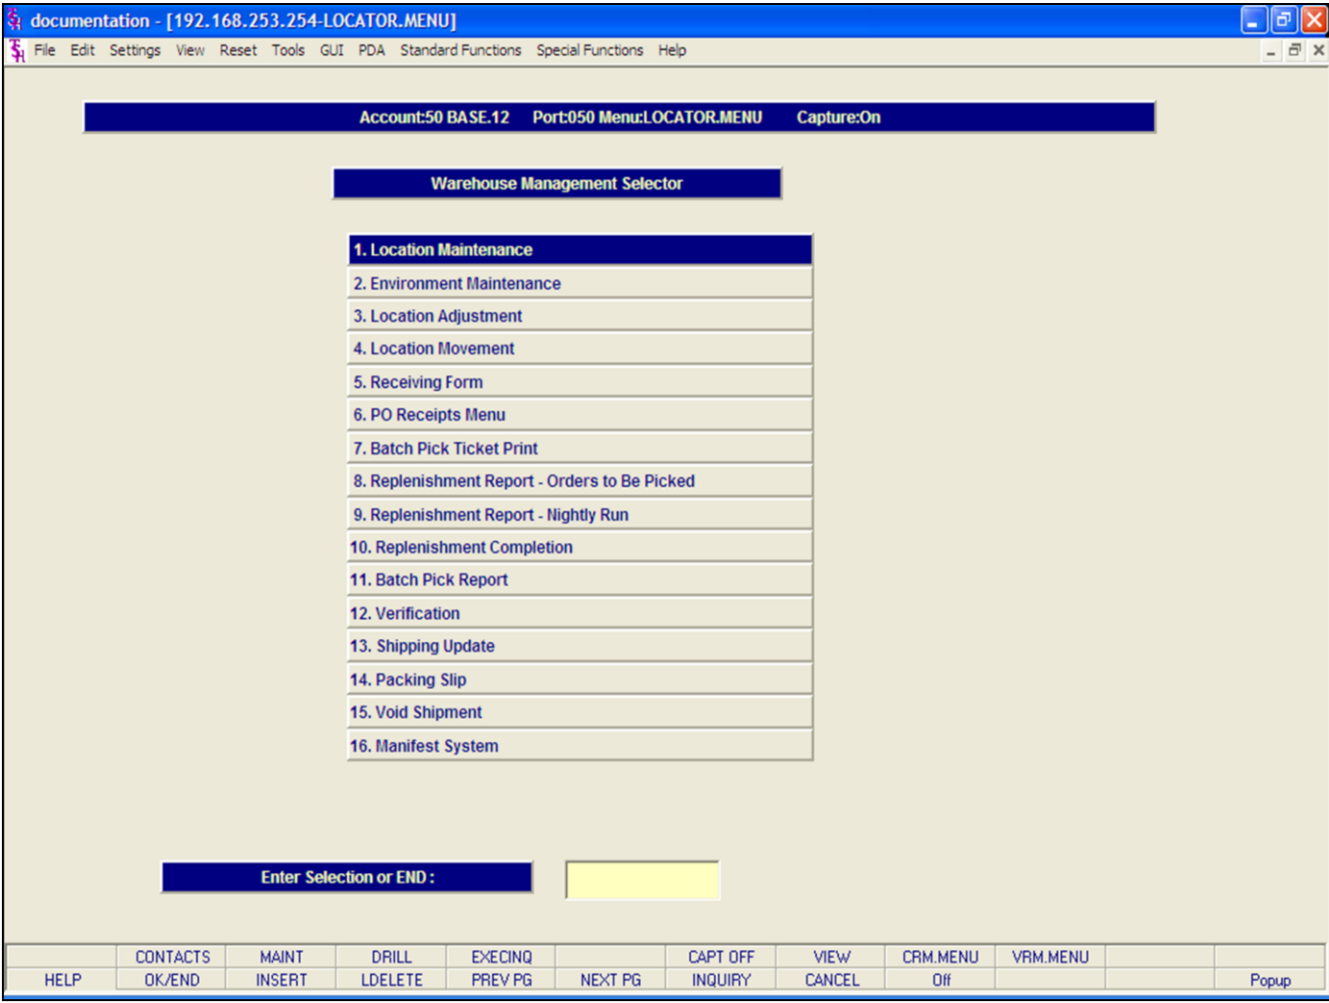 documentation - [192.168.253.254-LOCATOR.MENU]
File Edit Settings View Reset Tools GUI PDA Standard Functions Special Functions Help
Account:50 BASE.12 Port:050 Menu:LOCATOR.MENU Capture:On
Warehouse Management Selector
1. Location Maintenance
2. Environment Maintenance
3. Location Adjustment
4. Location Movement
5. Receiving Form
6. PO Receipts Menu
7. Batch Pick Ticket Print
8. Replenishment Report - Orders to Be Picked
9. Replenishment Report - Nightly Run
10. Replenishment Completion
11. Batch Pick Report
12. Verification
13. Shipping Update
14. Packing Slip
15. Void Shipment
16. Manifest System
Enter Selection or END :
CONTACTS MAINT DRILL EXECINQ CAPT OFF VIEW CRM.MENU VRM.MENU
HELP OK/END INSERT LDELETE PREV PG NEXT PG INQUIRY CANCEL Off Popup